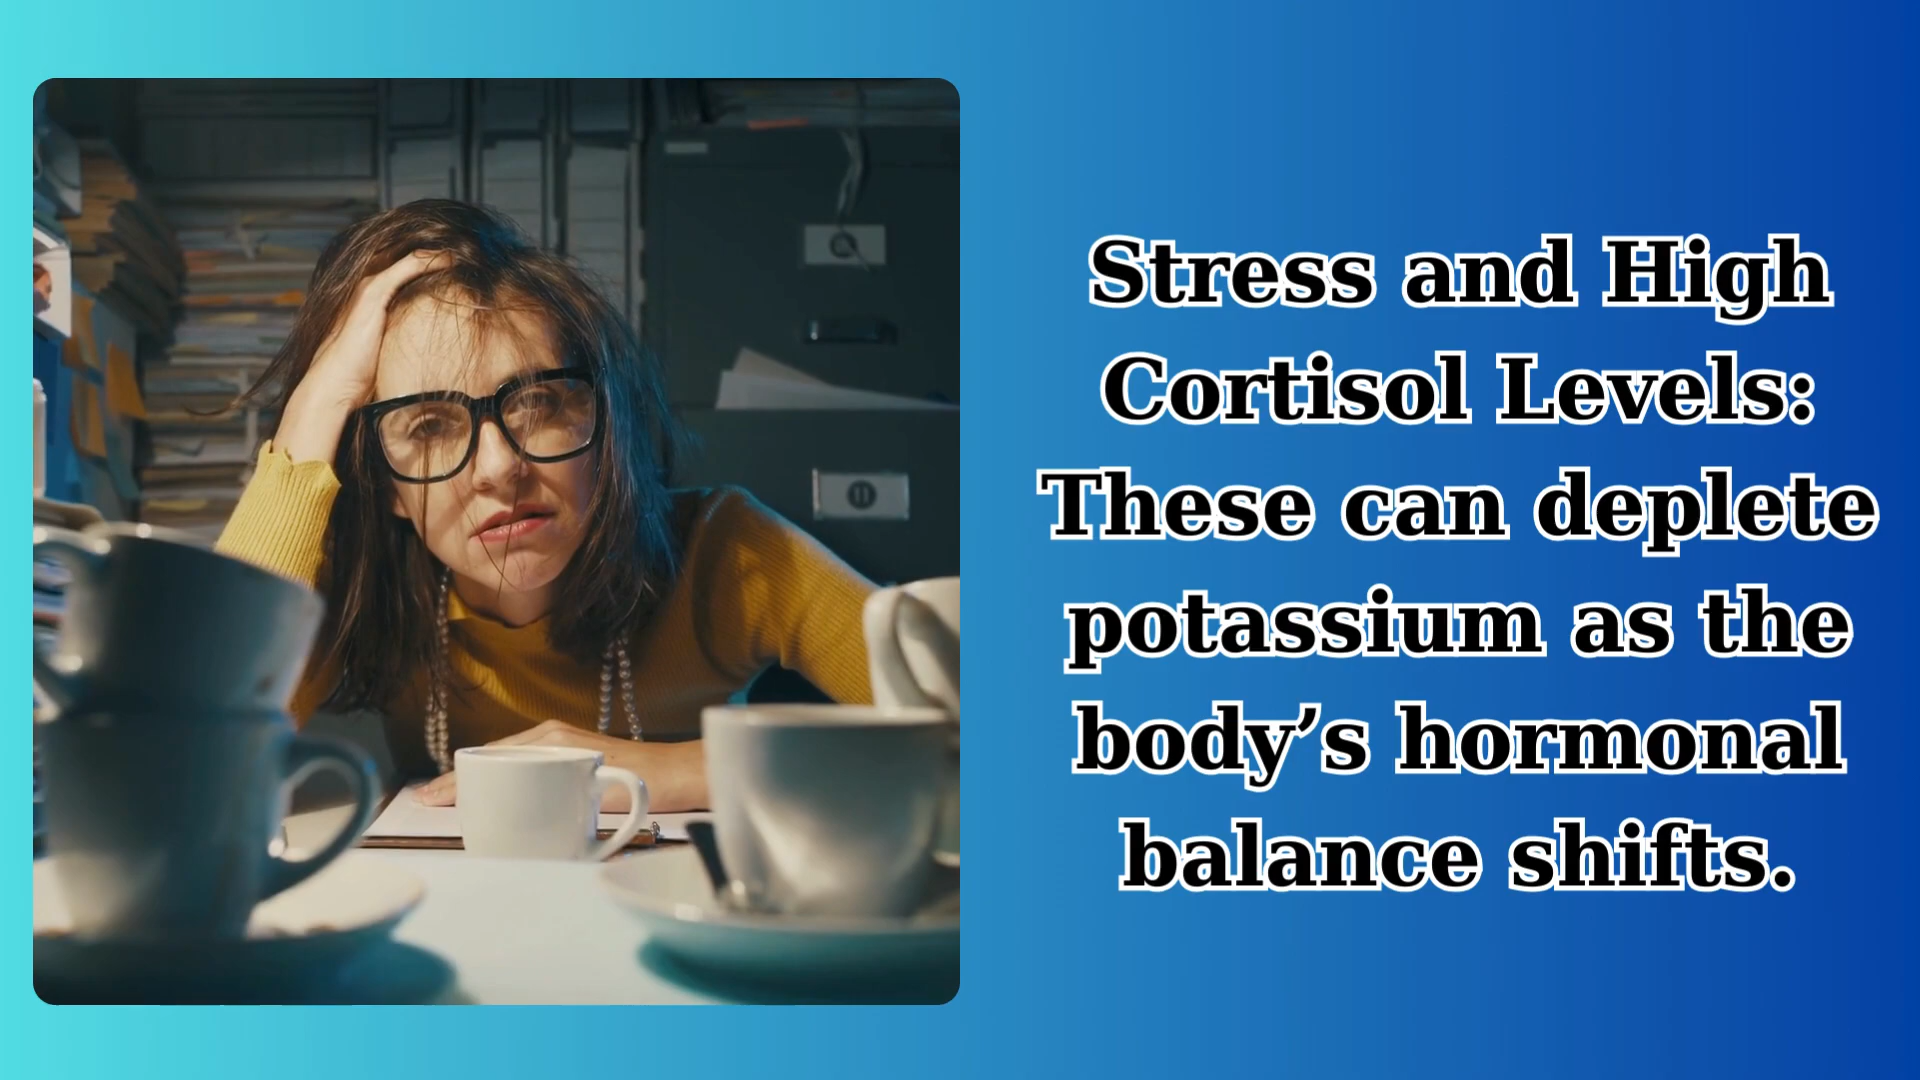 Stress and High
Cortisol Levels:
These can deplete
potassium as the
body’s hormonal
balance shifts.